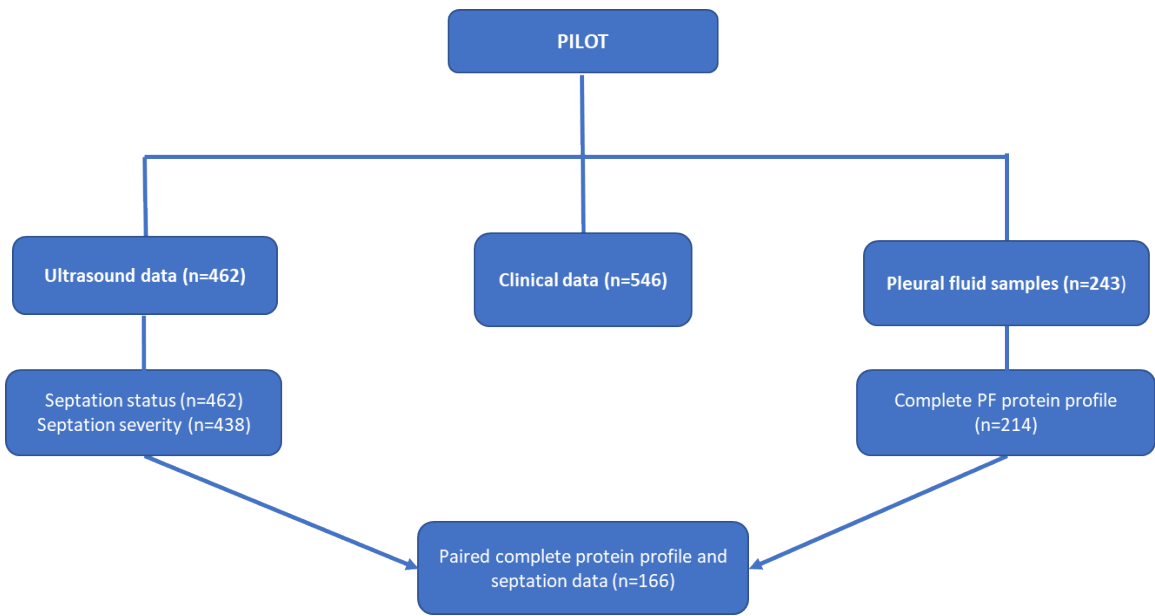 PILOT
Ultrasound data (n=462)
Clinical data (n=546)
Pleural fluid samples (n=243)
Septation status (n=462)
Septation severity (n=438)
Complete PF protein profile
(n=214)
Paired complete protein profile and
septation data (n=166)